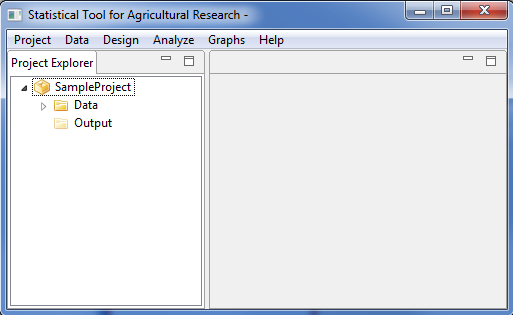 Statistical Tool for Agricultural Research -
Project Data Design Analyze Graphs Help
Project Explorer
SampleProject
Data
Output